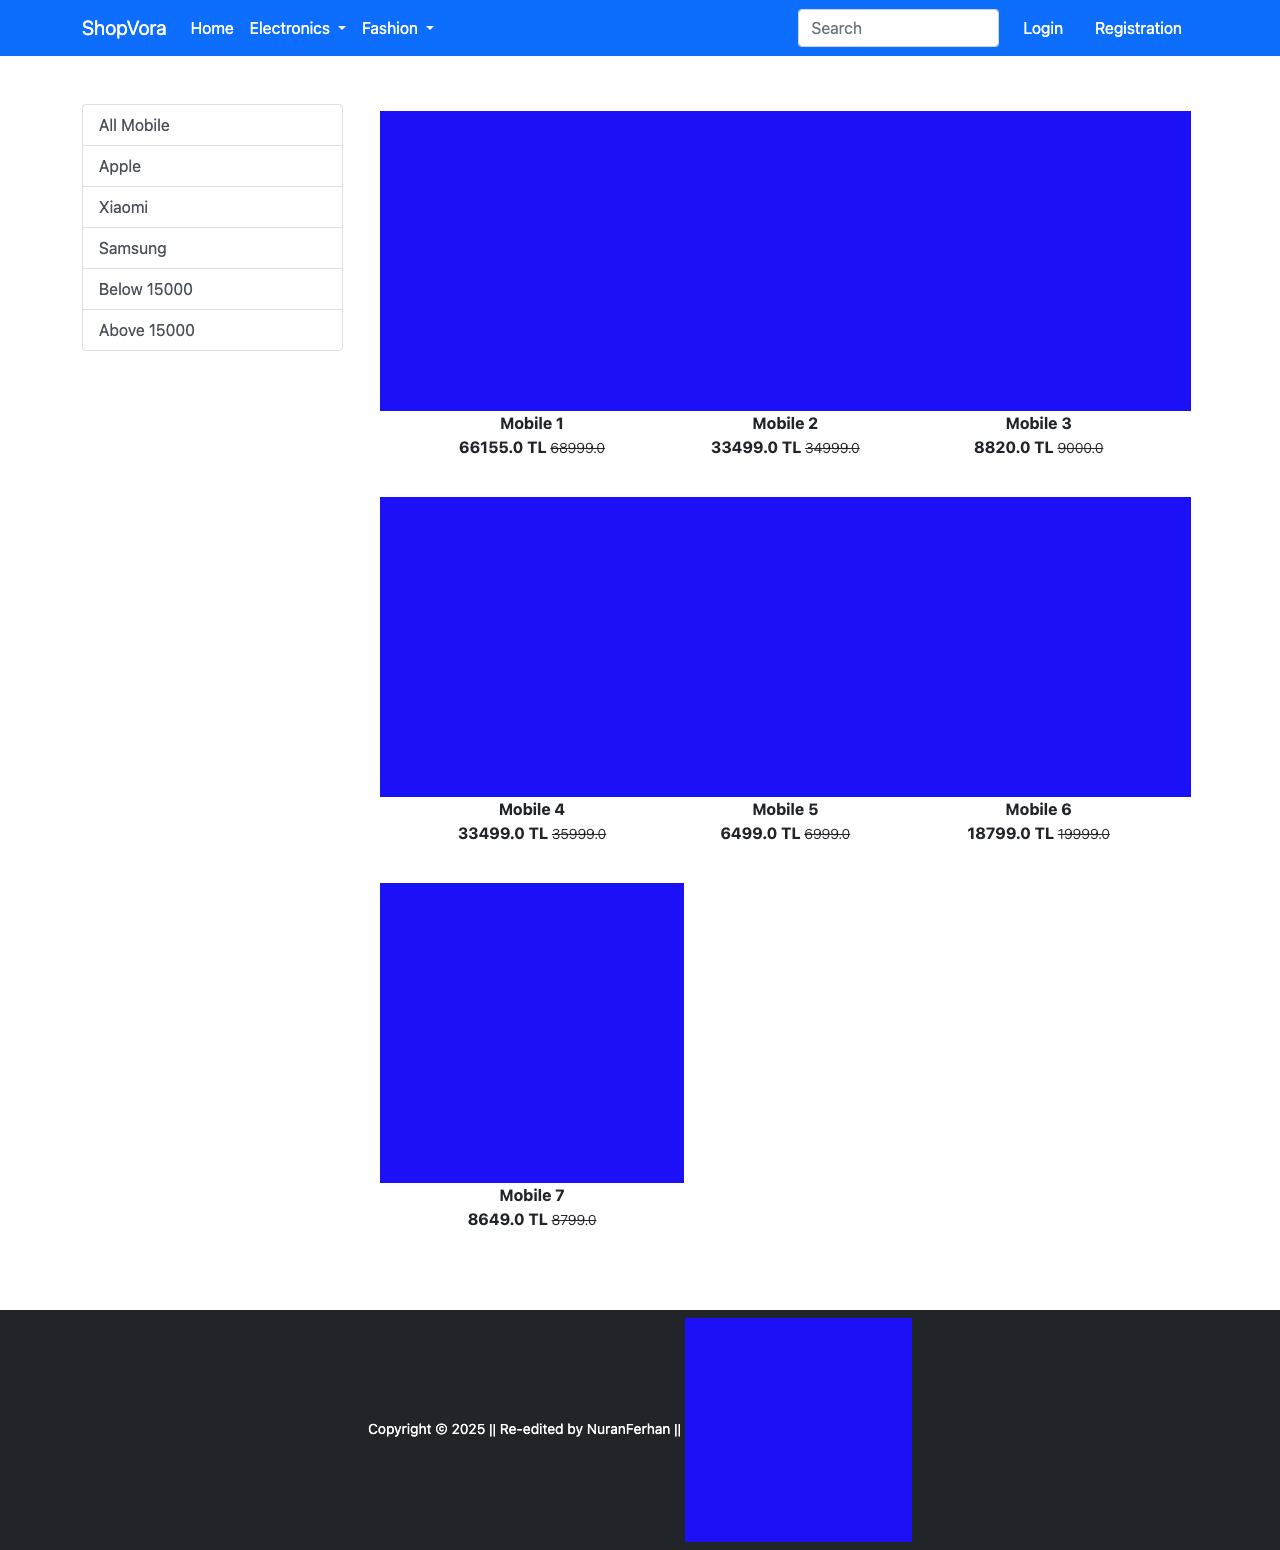 ShopVora Home Electronics Fashion Search Login Registration
All Mobile
Apple
Xiaomi
Samsung
Below 15000
Above 15000
Mobile 1 Mobile 2 Mobile 3
66155.0 TL 68999.0 33499.0 TL 34999.0 8820.0 TL 9000.0
Mobile 4 Mobile 5 Mobile 6
33499.0 TL 35999.0 6499.0 TL 6999.0 18799.0 TL 19999.0
Mobile 7
8649.0 TL 8799.0
Copyright © 2025 || Re-edited by NuranFerhan ||